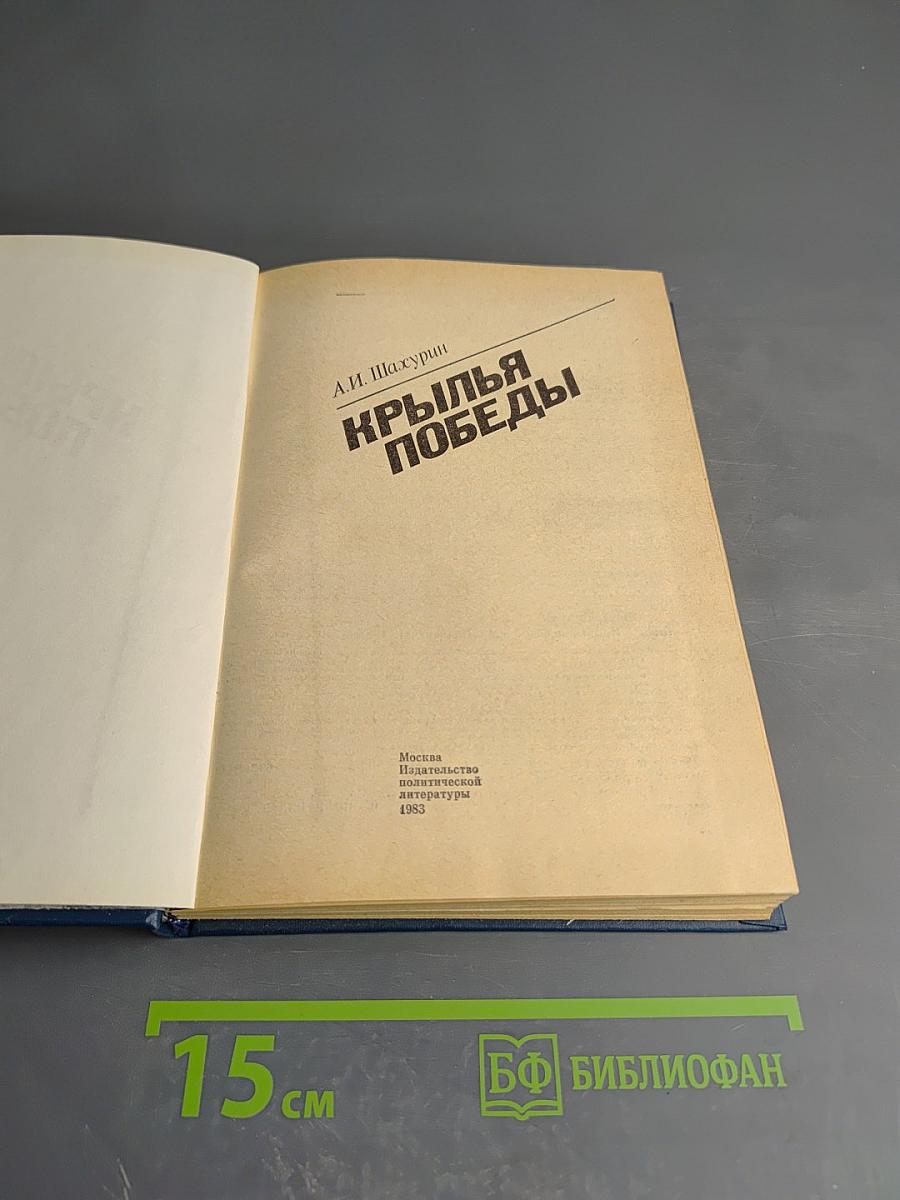 А.И. Шахурин
КРЫЛЬЯ
ПОБЕДЫ
Москва
Издательство
политической
литературы
1983
15 см
БФ БИБЛИОФАН